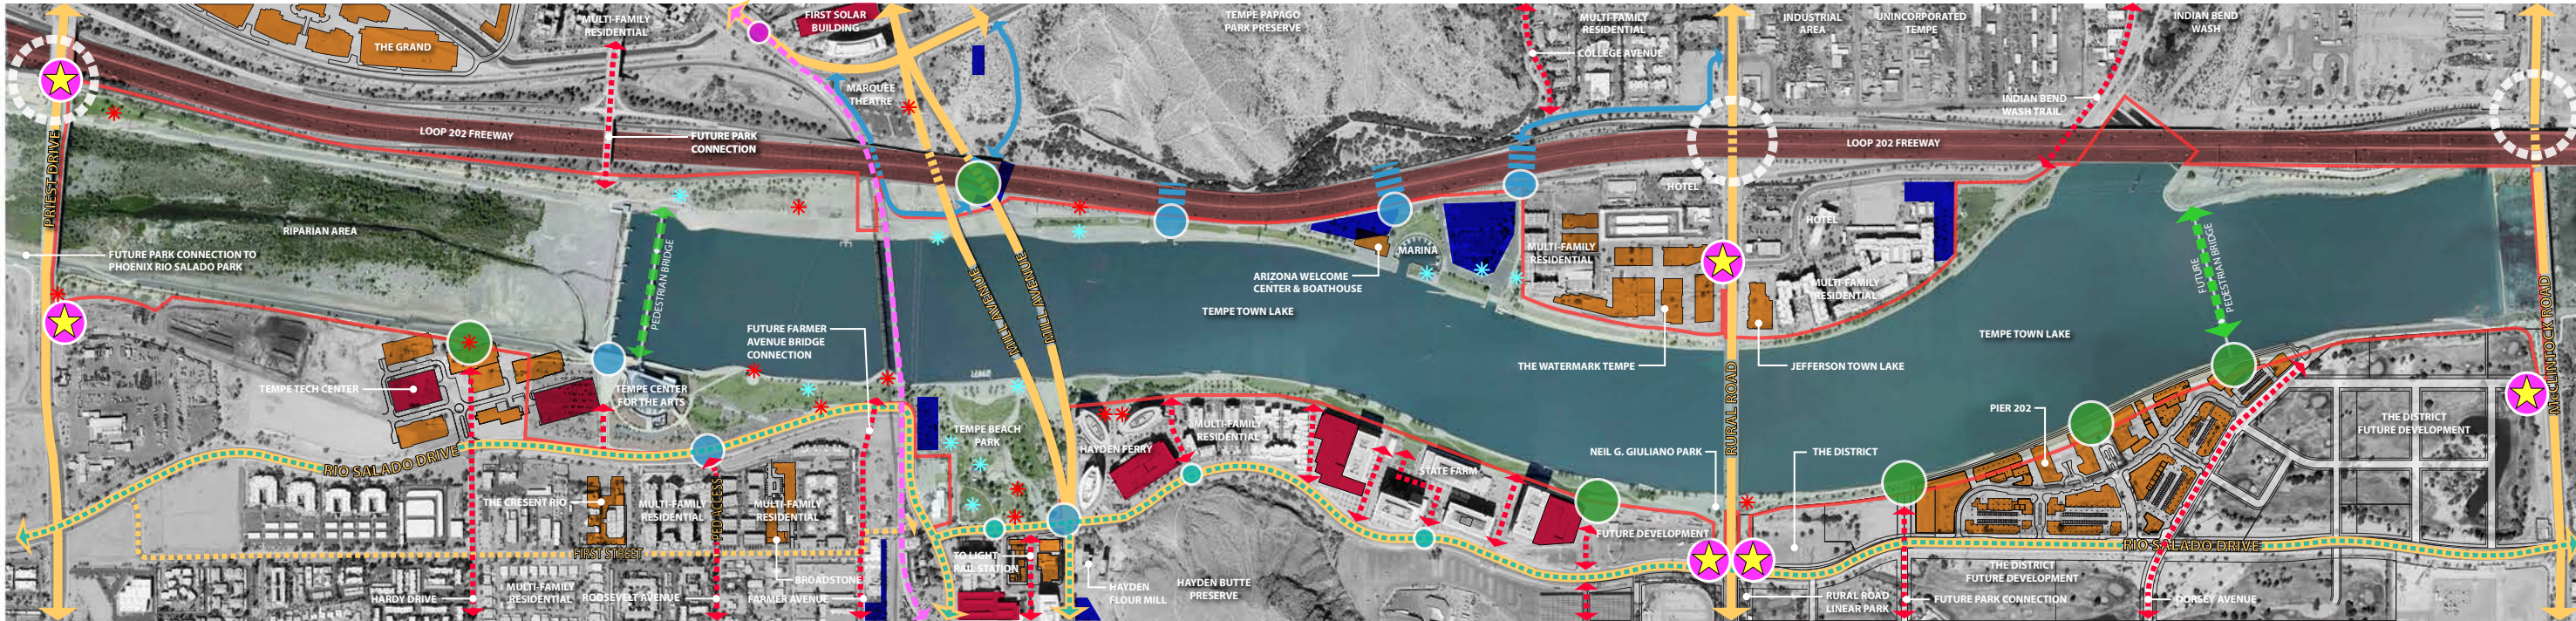 MULTI-FAMILY
RESIDENTIAL
FIRST SOLAR
BUILDING
TEMPE PAPAGO
PARK PRESERVE
MULTI-FAMILY
RESIDENTIAL
INDUSTRIAL
AREA
UNINCORPORATED
TEMPE
INDIAN BEND
WASH
THE GRAND
COLLEGE AVENUE
MARQUEE
THEATRE
INDIAN BEND
WASH TRAIL
LOOP 202 FREEWAY
FUTURE PARK
CONNECTION
LOOP 202 FREEWAY
PRIEST DRIVE
HOTEL
HOTEL
RIPARIAN AREA
FUTURE PARK CONNECTION TO
PHOENIX RIO SALADO PARK
PEDESTRIAN BRIDGE
MILL AVENUE
MILL AVENUE
ARIZONA WELCOME
CENTER & BOATHOUSE
MARINA
MULTI-FAMILY
RESIDENTIAL
MULTI-FAMILY
RESIDENTIAL
FUTURE
PEDESTRIAN BRIDGE
McCLINTOCK ROAD
TEMPE TOWN LAKE
TEMPE TOWN LAKE
FUTURE FARMER
AVENUE BRIDGE
CONNECTION
THE WATERMARK TEMPE
JEFFERSON TOWN LAKE
RURAL ROAD
TEMPE TECH CENTER
TEMPE CENTER
FOR THE ARTS
PIER 202
THE DISTRICT
FUTURE DEVELOPMENT
TEMPE BEACH
PARK
HAYDEN FERRY
MULTI-FAMILY
RESIDENTIAL
RIO SALADO DRIVE
STATE FARM
NEIL G. GIULIANO PARK
THE DISTRICT
THE CRESENT RIO
MULTI-FAMILY
RESIDENTIAL
PED ACCESS
MULTI-FAMILY
RESIDENTIAL
FUTURE DEVELOPMENT
RIO SALADO DRIVE
FIRST STREET
TO LIGHT
RAIL STATION
BROADSTONE
HAYDEN
FLOUR MILL
HAYDEN BUTTE
PRESERVE
THE DISTRICT
FUTURE DEVELOPMENT
HARDY DRIVE
MULTI-FAMILY
RESIDENTIAL
ROOSEVELT AVENUE
FARMER AVENUE
RURAL ROAD
LINEAR PARK
FUTURE PARK CONNECTION
DORSEY AVENUE